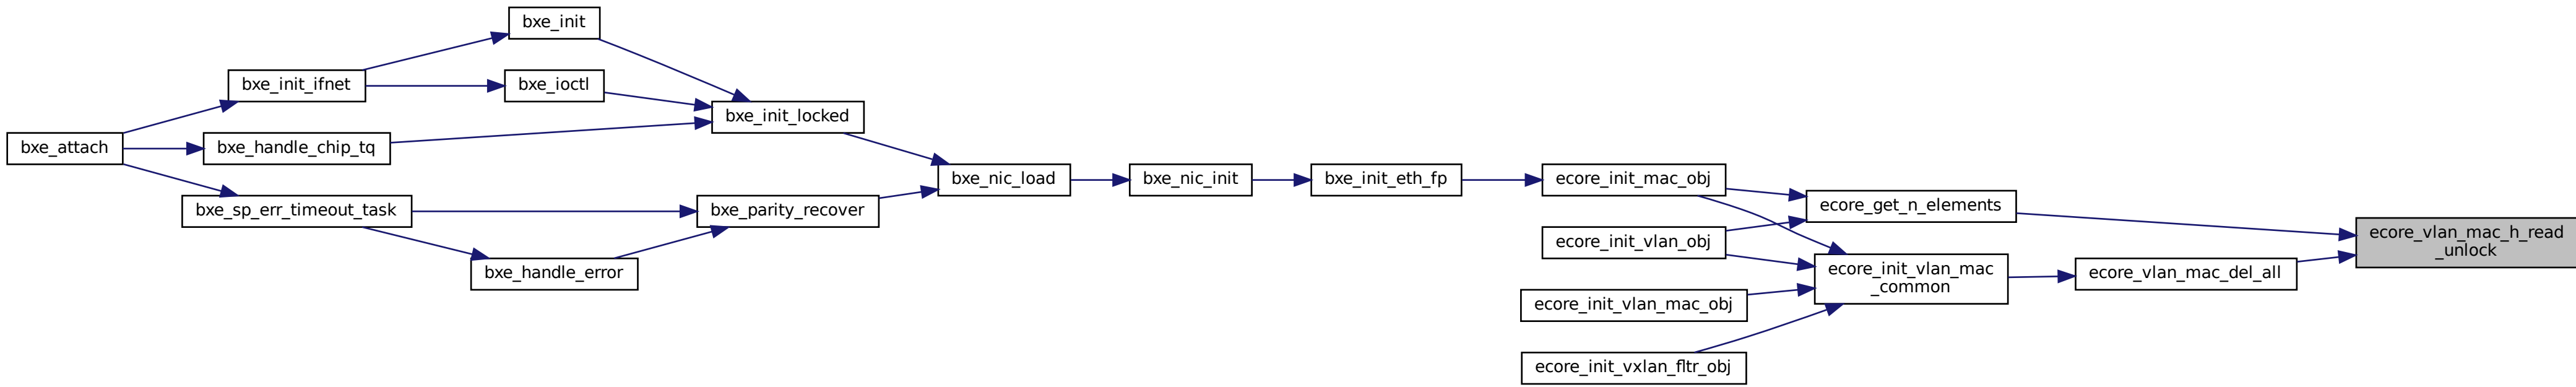 bxe_init
bxe_init_ifnet
bxe_ioctl
bxe_init_locked
bxe_attach
bxe_handle_chip_tq
bxe_nic_load
bxe_nic_init
bxe_init_eth_fp
ecore_init_mac_obj
bxe_sp_err_timeout_task
bxe_parity_recover
ecore_get_n_elements
ecore_init_vlan_obj
ecore_vlan_mac_h_read
_unlock
bxe_handle_error
ecore_init_vlan_mac
_common
ecore_vlan_mac_del_all
ecore_init_vlan_mac_obj
ecore_init_vxlan_fltr_obj